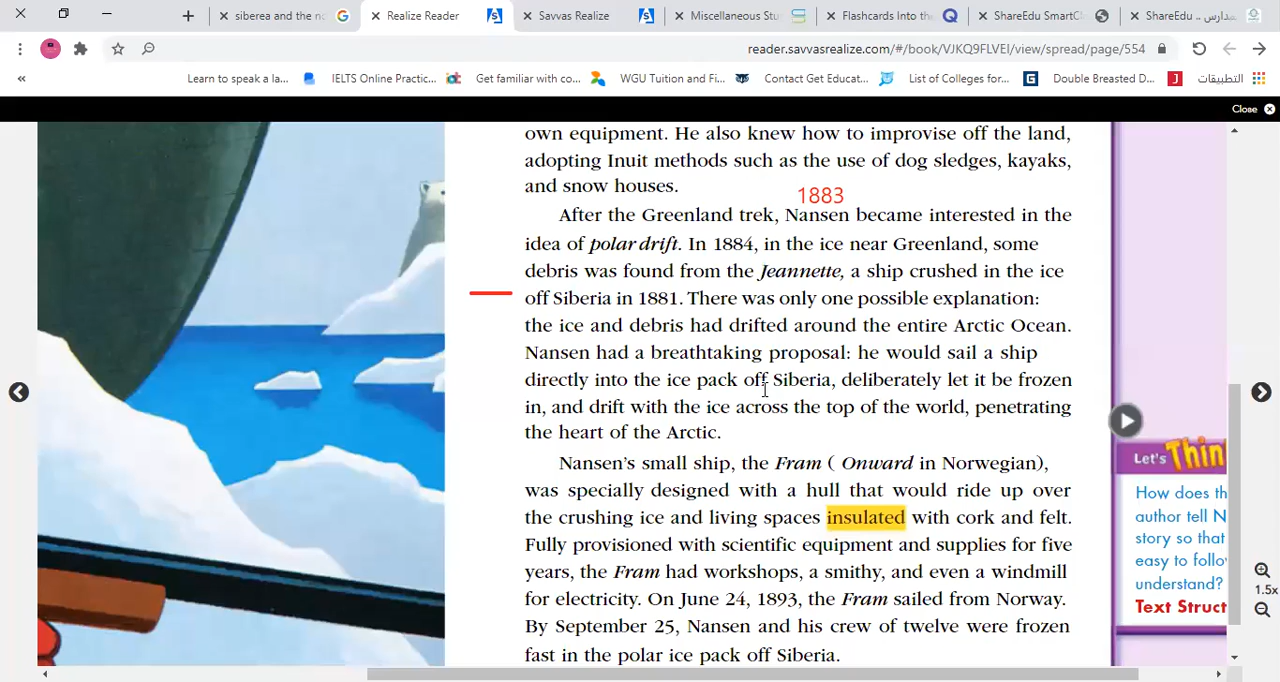 siberea and the no
Realize Reader
Savvas Realize
Miscellaneous Stu
Flashcards Into the
ShareEdu SmartCl
ShareEdu .. مدارس
reader.savvasrealize.com/#/book/VJKQ9FLVEI/view/spread/page/554
Learn to speak a la...
IELTS Online Practic...
Get familiar with co...
WGU Tuition and Fi...
Contact Get Educat...
List of Colleges for...
Double Breasted D...
التطبيقات
Close
own equipment. He also knew how to improvise off the land,
adopting Inuit methods such as the use of dog sledges, kayaks,
and snow houses.
1883
After the Greenland trek, Nansen became interested in the
idea of polar drift. In 1884, in the ice near Greenland, some
debris was found from the Jeannette, a ship crushed in the ice
off Siberia in 1881. There was only one possible explanation:
the ice and debris had drifted around the entire Arctic Ocean.
Nansen had a breathtaking proposal: he would sail a ship
directly into the ice pack off Siberia, deliberately let it be frozen
in, and drift with the ice across the top of the world, penetrating
the heart of the Arctic.
Nansen's small ship, the Fram ( Onward in Norwegian),
was specially designed with a hull that would ride up over
the crushing ice and living spaces insulated with cork and felt.
Fully provisioned with scientific equipment and supplies for five
years, the Fram had workshops, a smithy, and even a windmill
for electricity. On June 24, 1893, the Fram sailed from Norway.
By September 25, Nansen and his crew of twelve were frozen
fast in the polar ice pack off Siberia.
Let's Thin
How does th
author tell N
story so that
easy to follo
understand?
Text Struct
1.5x